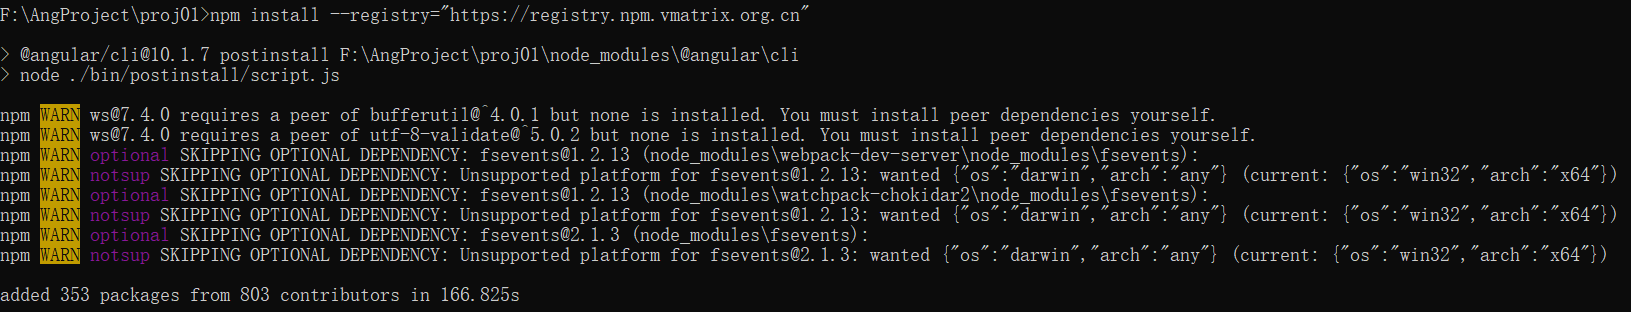 F:\AngProject\proj01>npm install --registry="https://registry.npm.vmatrix.org.cn"
> @angular/cli@10.1.7 postinstall F:\AngProject\proj01\node_modules\@angular\cli
> node ./bin/postinstall/script.js
npm WARN ws@7.4.0 requires a peer of bufferutil@^4.0.1 but none is installed. You must install peer dependencies yourself.
npm WARN ws@7.4.0 requires a peer of utf-8-validate@^5.0.2 but none is installed. You must install peer dependencies yourself.
npm WARN optional SKIPPING OPTIONAL DEPENDENCY: fsevents@1.2.13 (node_modules\webpack-dev-server\node_modules\fsevents):
npm WARN notsup SKIPPING OPTIONAL DEPENDENCY: Unsupported platform for fsevents@1.2.13: wanted {"os":"darwin","arch":"any"} (current: {"os":"win32","arch":"x64"})
npm WARN optional SKIPPING OPTIONAL DEPENDENCY: fsevents@1.2.13 (node_modules\watchpack-chokidar2\node_modules\fsevents):
npm WARN notsup SKIPPING OPTIONAL DEPENDENCY: Unsupported platform for fsevents@1.2.13: wanted {"os":"darwin","arch":"any"} (current: {"os":"win32","arch":"x64"})
npm WARN optional SKIPPING OPTIONAL DEPENDENCY: fsevents@2.1.3 (node_modules\fsevents):
npm WARN notsup SKIPPING OPTIONAL DEPENDENCY: Unsupported platform for fsevents@2.1.3: wanted {"os":"darwin","arch":"any"} (current: {"os":"win32","arch":"x64"})
added 353 packages from 803 contributors in 166.825s